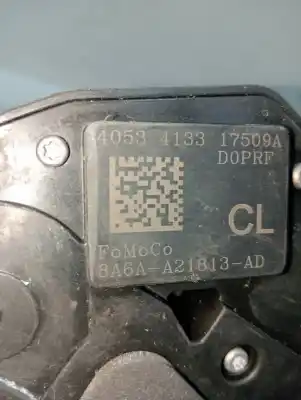 4053 4133 17509A
D0PRF
CL
FoMoCo
8A6A-A21813-AD